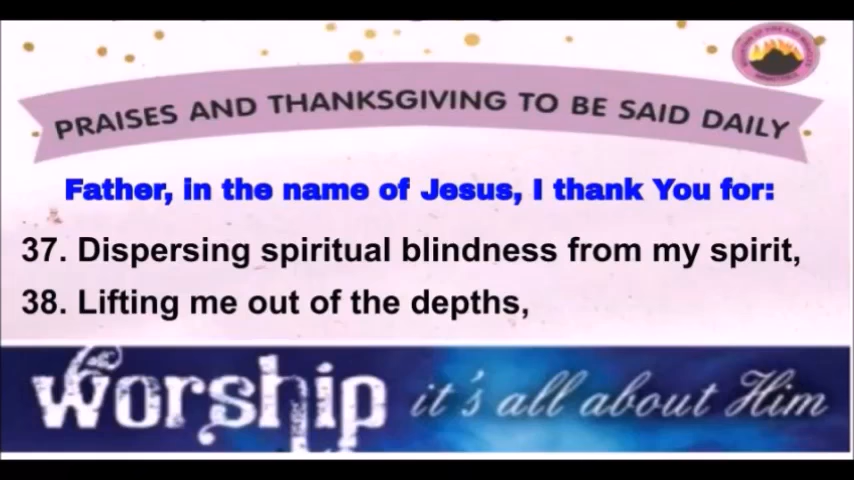 PRAISES AND THANKSGIVING TO BE SAID DAILY
Father, in the name of Jesus, I thank You for:
37. Dispersing spiritual blindness from my spirit,
38. Lifting me out of the depths,
worship it's all about Him